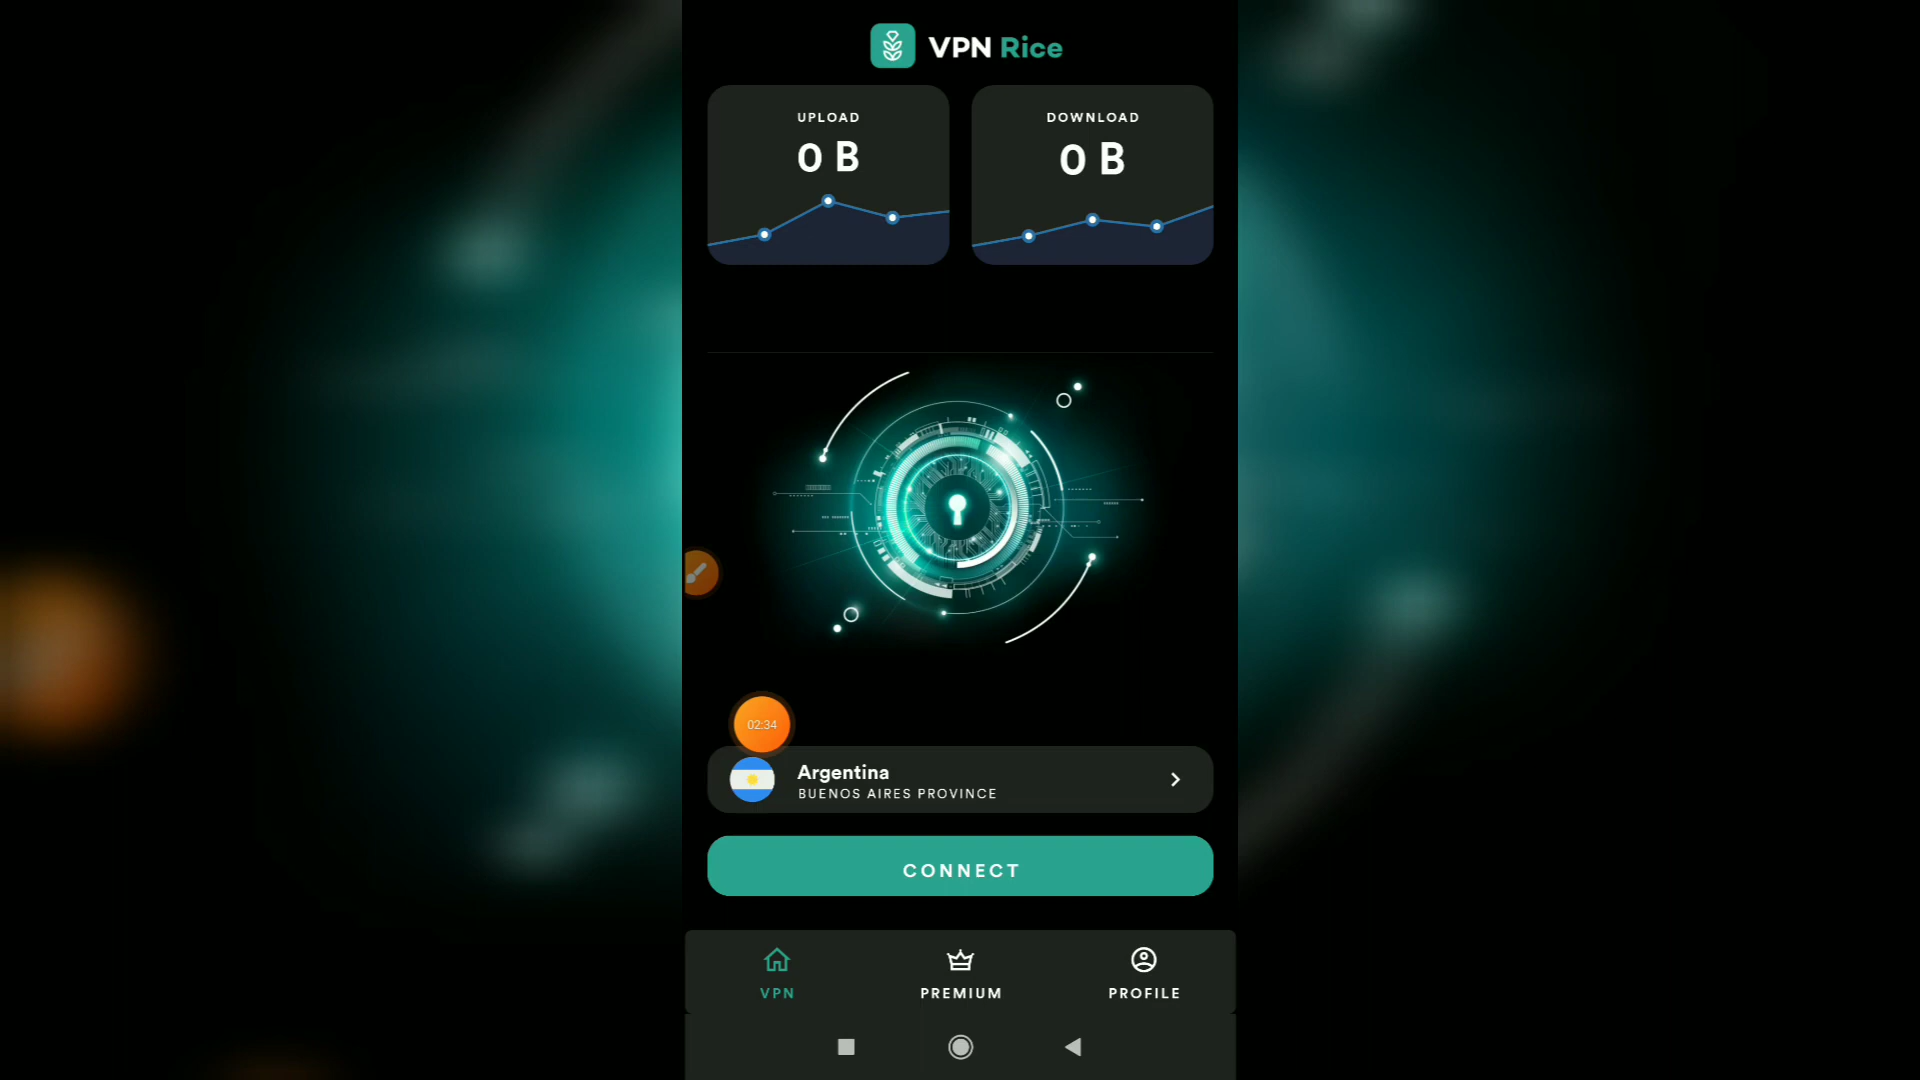 VPN Rice
UPLOAD
0 B
DOWNLOAD
0 B
02:34
Argentina
BUENOS AIRES PROVINCE
CONNECT
VPN
PREMIUM
PROFILE